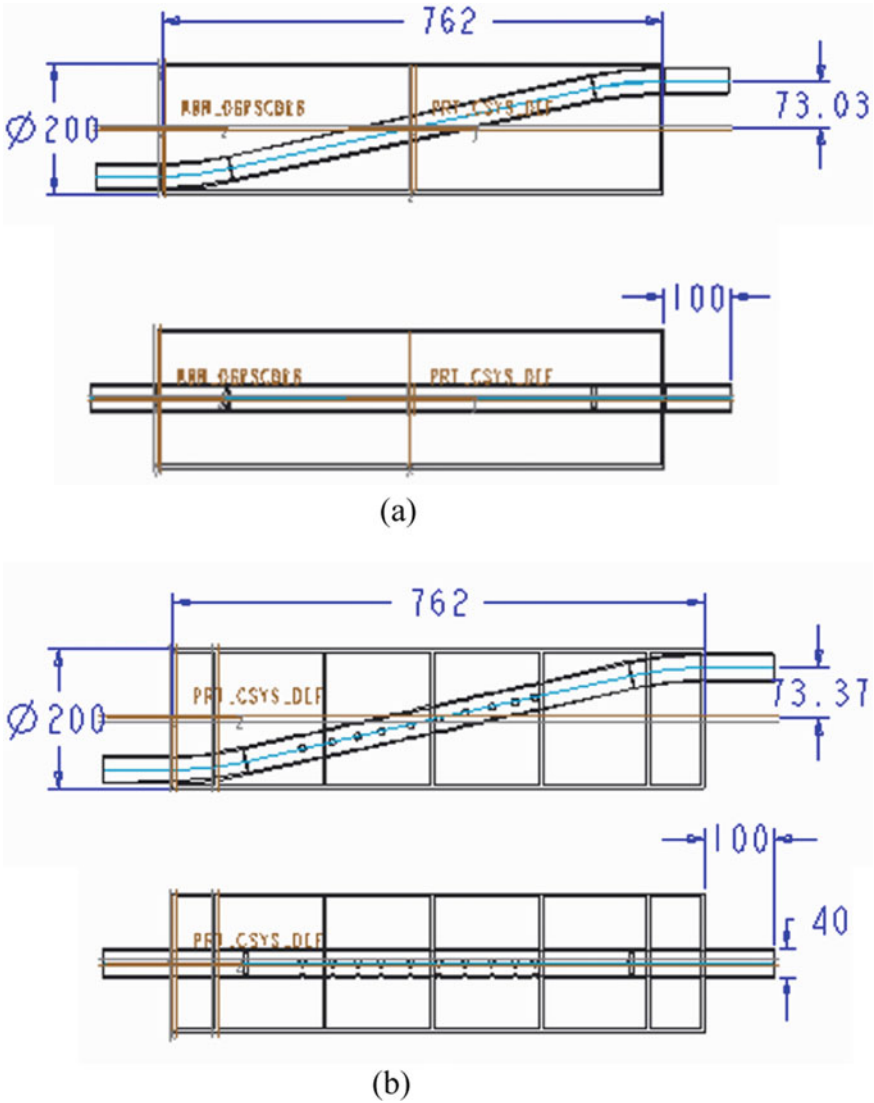 762
PRT_CSYS_DEF
Ø200
73.03
100
PRT_CSYS_DEF
(a)
762
PRT_CSYS_DEF
Ø200
73.37
100
PRT_CSYS_DEF
40
(b)